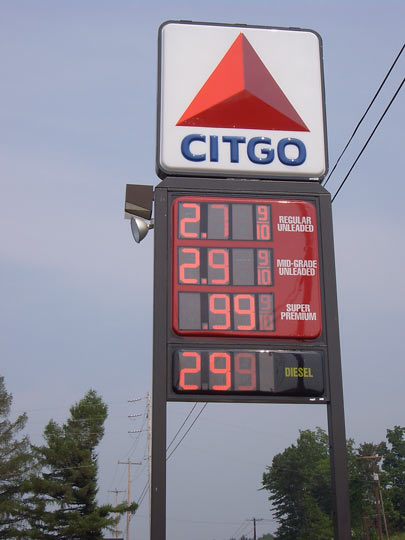 CITGO
2.7 9/10 REGULAR
UNLEADED
2.9 9/10 MID-GRADE
UNLEADED
.99 9/10 SUPER
PREMIUM
2.9 DIESEL